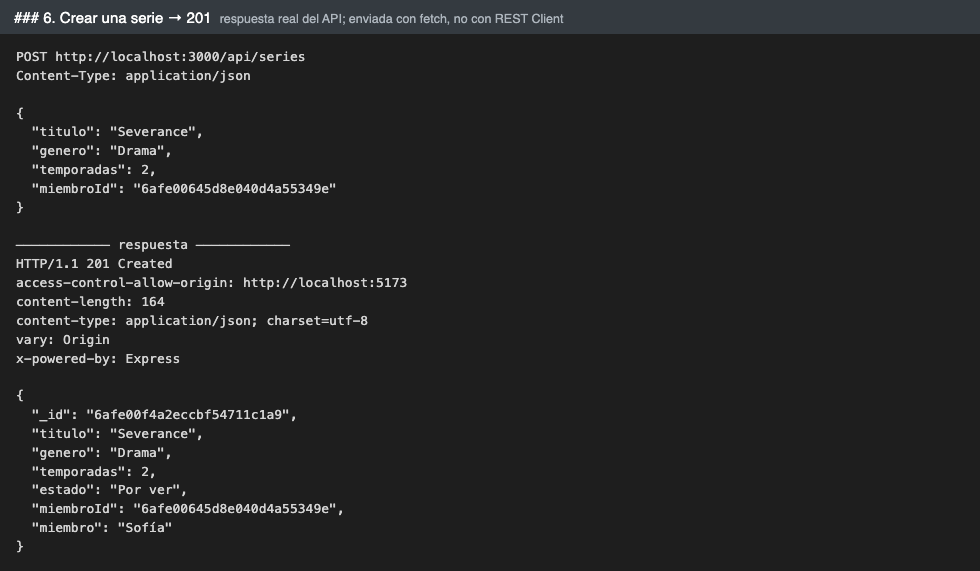 ### 6. Crear una serie → 201 respuesta real del API; enviada con fetch, no con REST Client
POST http://localhost:3000/api/series
Content-Type: application/json
{
"titulo": "Severance",
"genero": "Drama",
"temporadas": 2,
"miembroId": "6afe00645d8e040d4a55349e"
}
──────────── respuesta ────────────
HTTP/1.1 201 Created
access-control-allow-origin: http://localhost:5173
content-length: 164
content-type: application/json; charset=utf-8
vary: Origin
x-powered-by: Express
{
"_id": "6afe00f4a2eccbf54711c1a9",
"titulo": "Severance",
"genero": "Drama",
"temporadas": 2,
"estado": "Por ver",
"miembroId": "6afe00645d8e040d4a55349e",
"miembro": "Sofía"
}